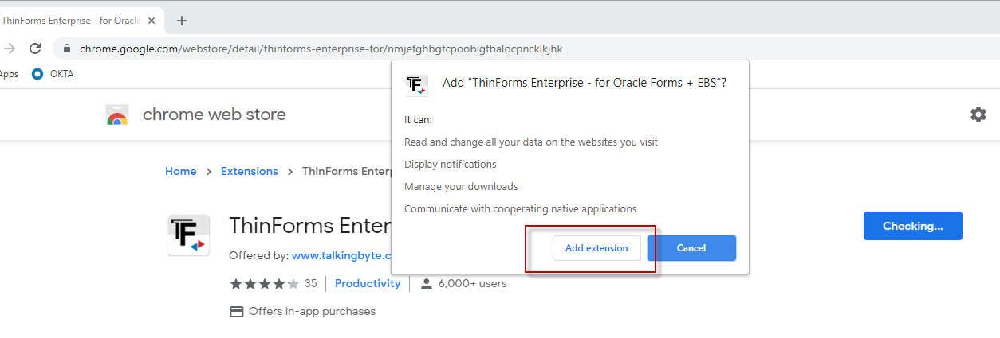 ThinForms Enterprise - for Oracle
chrome.google.com/webstore/detail/thinforms-enterprise-for/nmjefghbgfcpoobigfbalocpncklkjhk
Apps OKTA
chrome web store
Home Extensions ThinForms Enterp
ThinForms Enter
Offered by: www.talkingbyte.c
35 Productivity 6,000+ users
Offers in-app purchases
Checking...
Add "ThinForms Enterprise - for Oracle Forms + EBS"?
It can:
Read and change all your data on the websites you visit
Display notifications
Manage your downloads
Communicate with cooperating native applications
Add extension Cancel